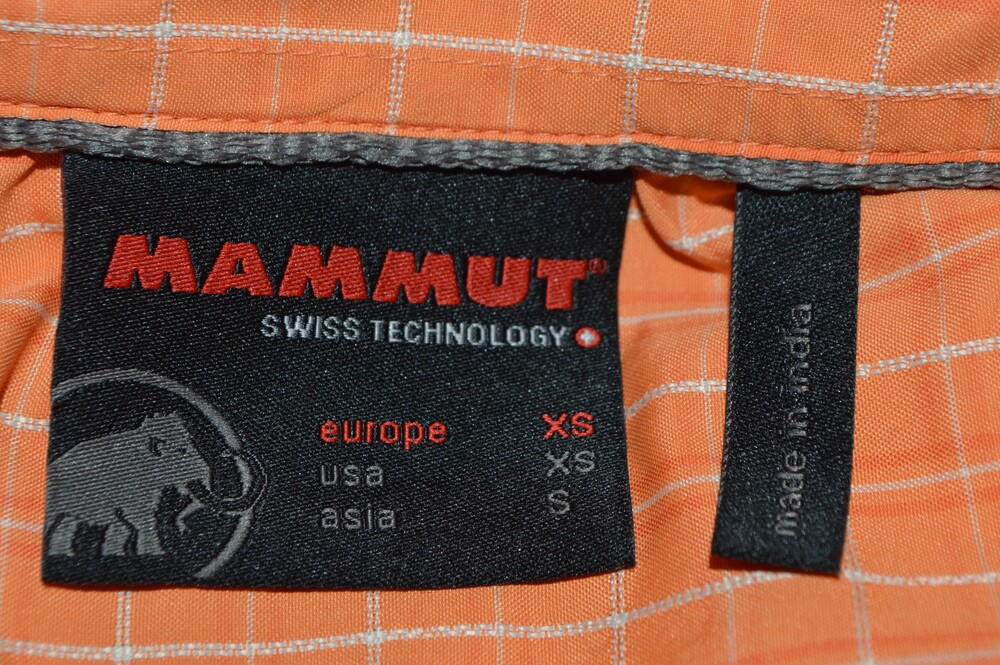 MAMMUT
SWISS TECHNOLOGY
europe XS
usa XS
asia S
made in india